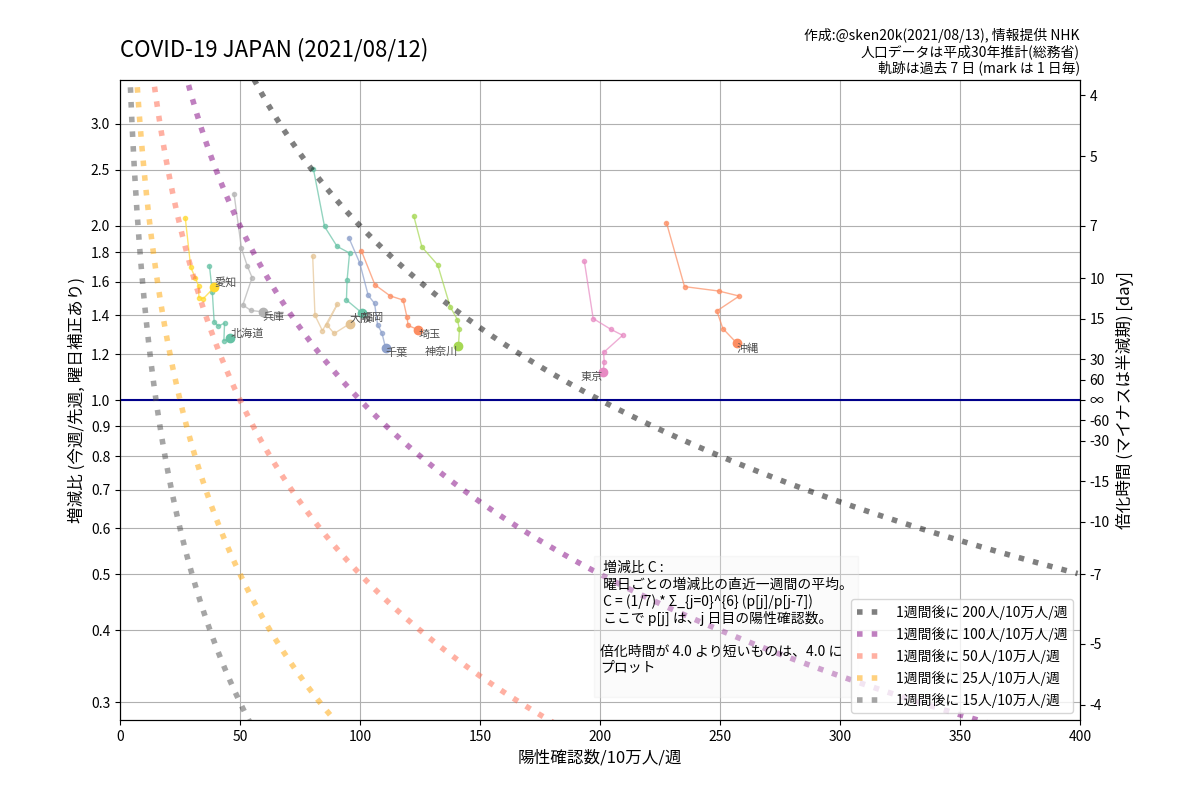 COVID-19 JAPAN (2021/08/12)
作成:@sken20k(2021/08/13), 情報提供 NHK
人口データは平成30年推計(総務省)
軌跡は過去 7 日 (mark は 1 日毎)
増減比 (今週/先週, 曜日補正あり)
3.0
2.5
2.0
1.8
1.6
1.4
1.2
1.0
0.9
0.8
0.7
0.6
0.5
0.4
0.3
4
5
7
10
15
30
60
∞
-60
-30
-15
-10
-7
-5
-4
倍化時間 (マイナスは半減期) [day]
愛知
兵庫
北海道
大阪
福岡
千葉
埼玉
神奈川
東京
沖縄
増減比 C :
曜日ごとの増減比の直近一週間の平均。
C = (1/7) * Σ_{j=0}^{6} (p[j]/p[j-7])
ここで p[j] は、j 日目の陽性確認数。
倍化時間が 4.0 より短いものは、4.0 に
プロット
1週間後に 200人/10万人/週
1週間後に 100人/10万人/週
1週間後に 50人/10万人/週
1週間後に 25人/10万人/週
1週間後に 15人/10万人/週
0 50 100 150 200 250 300 350 400
陽性確認数/10万人/週